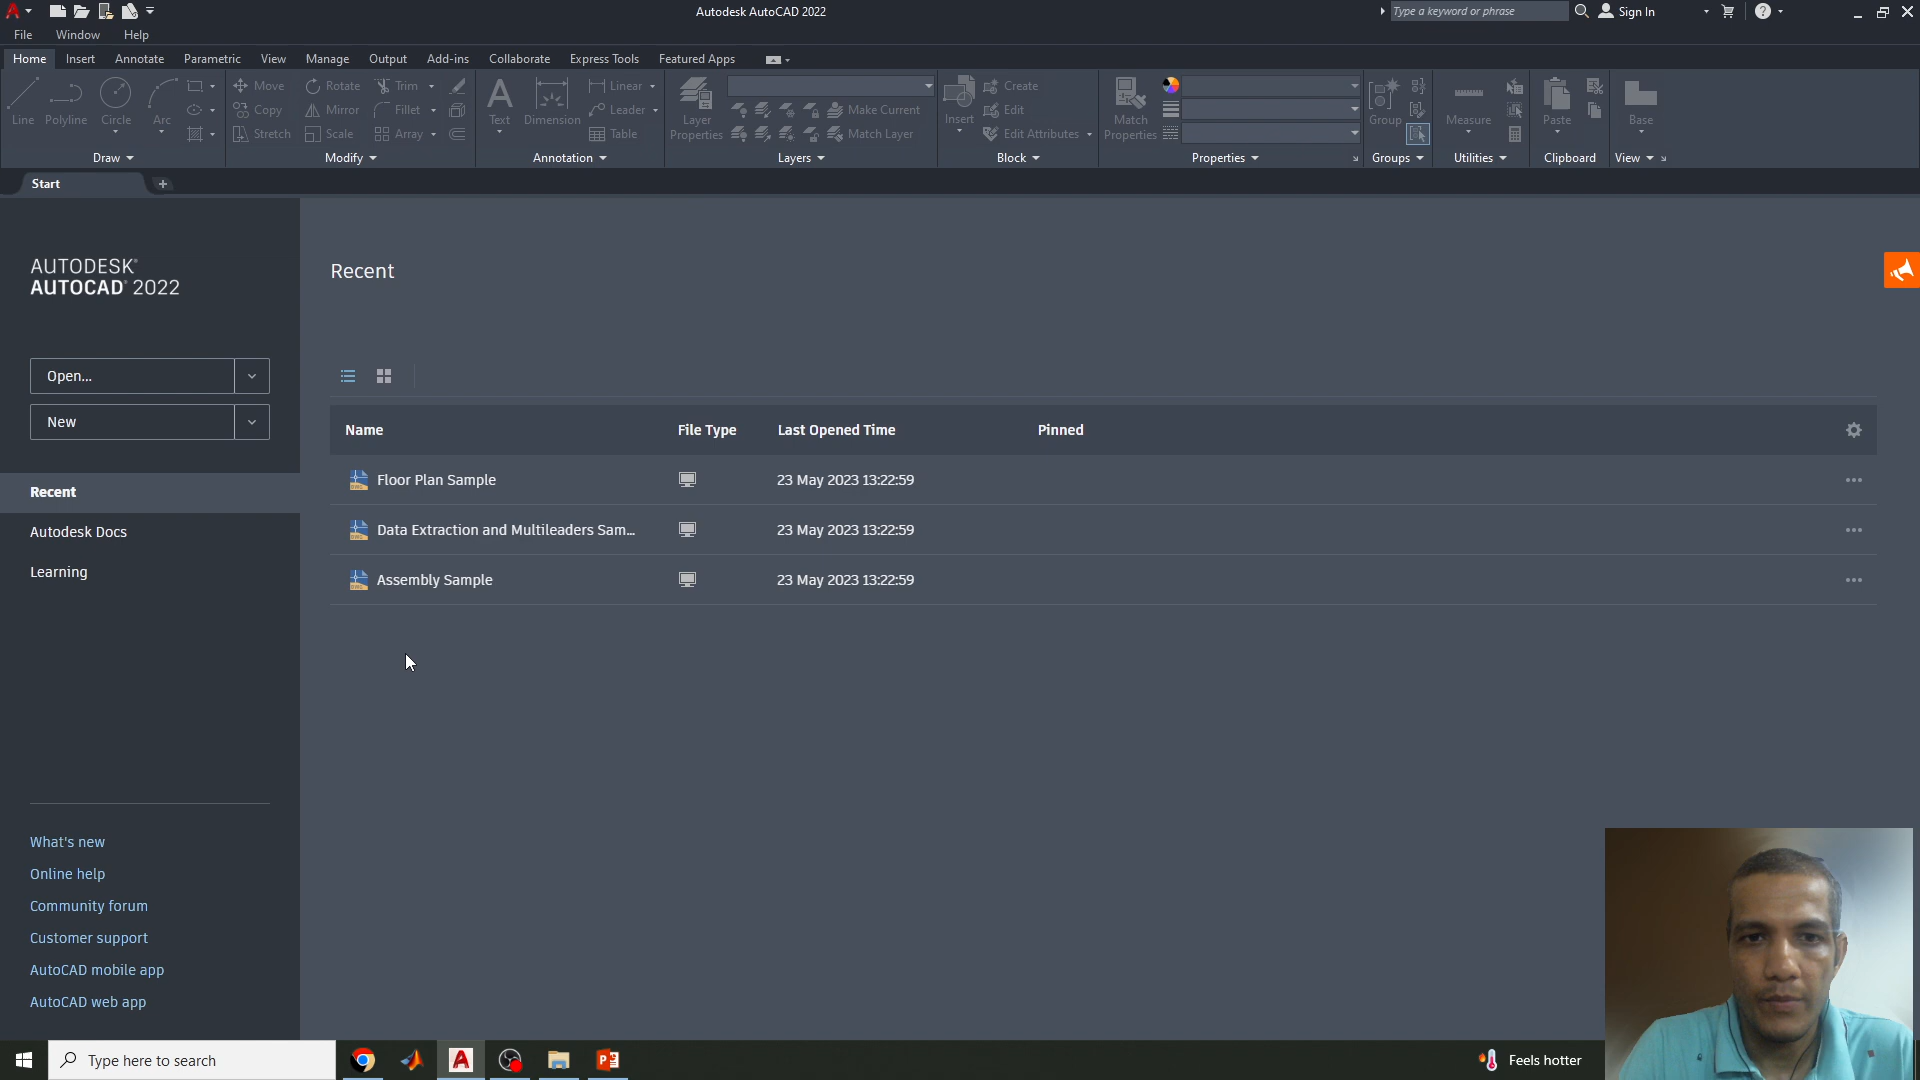 Autodesk AutoCAD 2022
Type a keyword or phrase
Sign In
File Window Help
Home Insert Annotate Parametric View Manage Output Add-ins Collaborate Express Tools Featured Apps
Line Polyline Circle Arc
Move Rotate Trim
Copy Mirror Fillet
Stretch Scale Array
Text Dimension
Linear
Leader
Table
Layer Properties
Make Current
Match Layer
Insert
Create
Edit
Edit Attributes
Match Properties
Group
Measure
Paste
Base
Draw Modify Annotation Layers Block Properties Groups Utilities Clipboard View
Start
AUTODESK®
AUTOCAD® 2022
Open...
New
Recent
Autodesk Docs
Learning
What's new
Online help
Community forum
Customer support
AutoCAD mobile app
AutoCAD web app
Recent
Name File Type Last Opened Time Pinned
Floor Plan Sample 23 May 2023 13:22:59
Data Extraction and Multileaders Sam... 23 May 2023 13:22:59
Assembly Sample 23 May 2023 13:22:59
Type here to search
Feels hotter